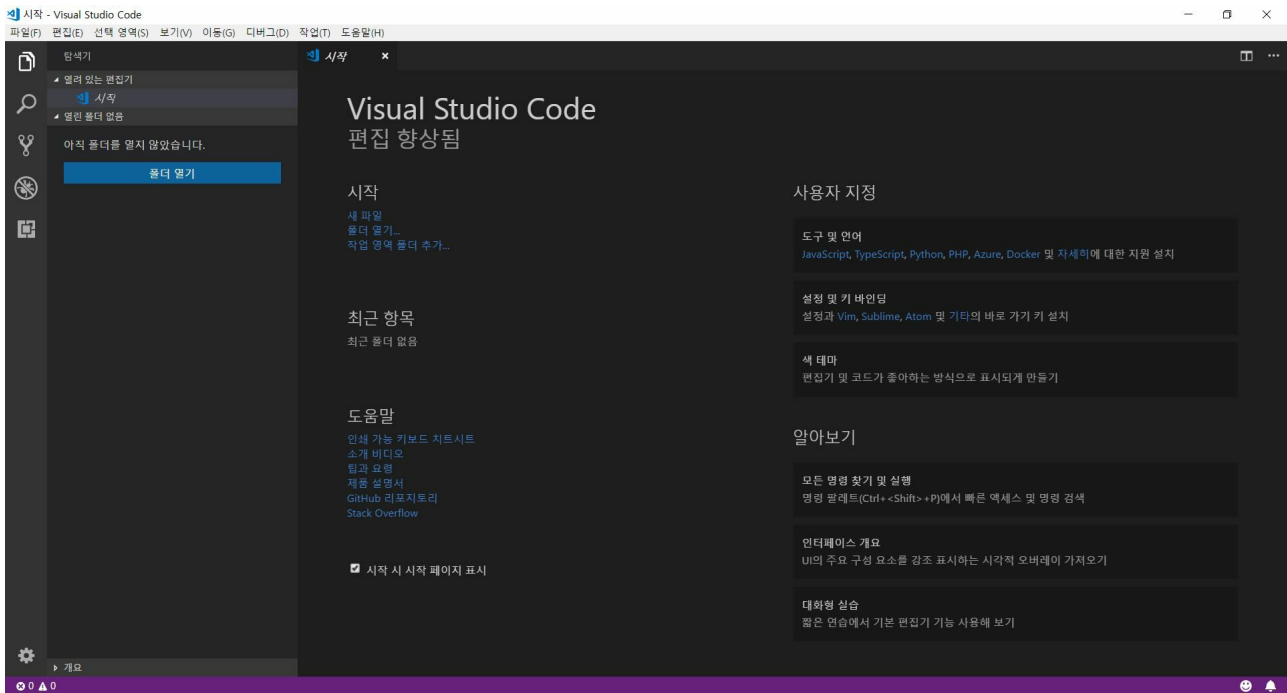 시작 - Visual Studio Code
파일(F) 편집(E) 선택 영역(S) 보기(V) 이동(G) 디버그(D) 작업(T) 도움말(H)
탐색기
열려 있는 편집기
시작
열린 폴더 없음
아직 폴더를 열지 않았습니다.
폴더 열기
개요
시작
Visual Studio Code
편집 향상됨
시작
새 파일
폴더 열기...
작업 영역 폴더 추가...
최근 항목
최근 폴더 없음
도움말
인쇄 가능 키보드 치트시트
소개 비디오
팁과 요령
제품 설명서
GitHub 리포지토리
Stack Overflow
시작 시 시작 페이지 표시
사용자 지정
도구 및 언어
JavaScript, TypeScript, Python, PHP, Azure, Docker 및 자세히에 대한 지원 설치
설정 및 키 바인딩
설정과 Vim, Sublime, Atom 및 기타의 바로 가기 키 설치
색 테마
편집기 및 코드가 좋아하는 방식으로 표시되게 만들기
알아보기
모든 명령 찾기 및 실행
명령 팔레트(Ctrl+<Shift>+P)에서 빠른 액세스 및 명령 검색
인터페이스 개요
UI의 주요 구성 요소를 강조 표시하는 시각적 오버레이 가져오기
대화형 실습
짧은 연습에서 기본 편집기 기능 사용해 보기
0 0